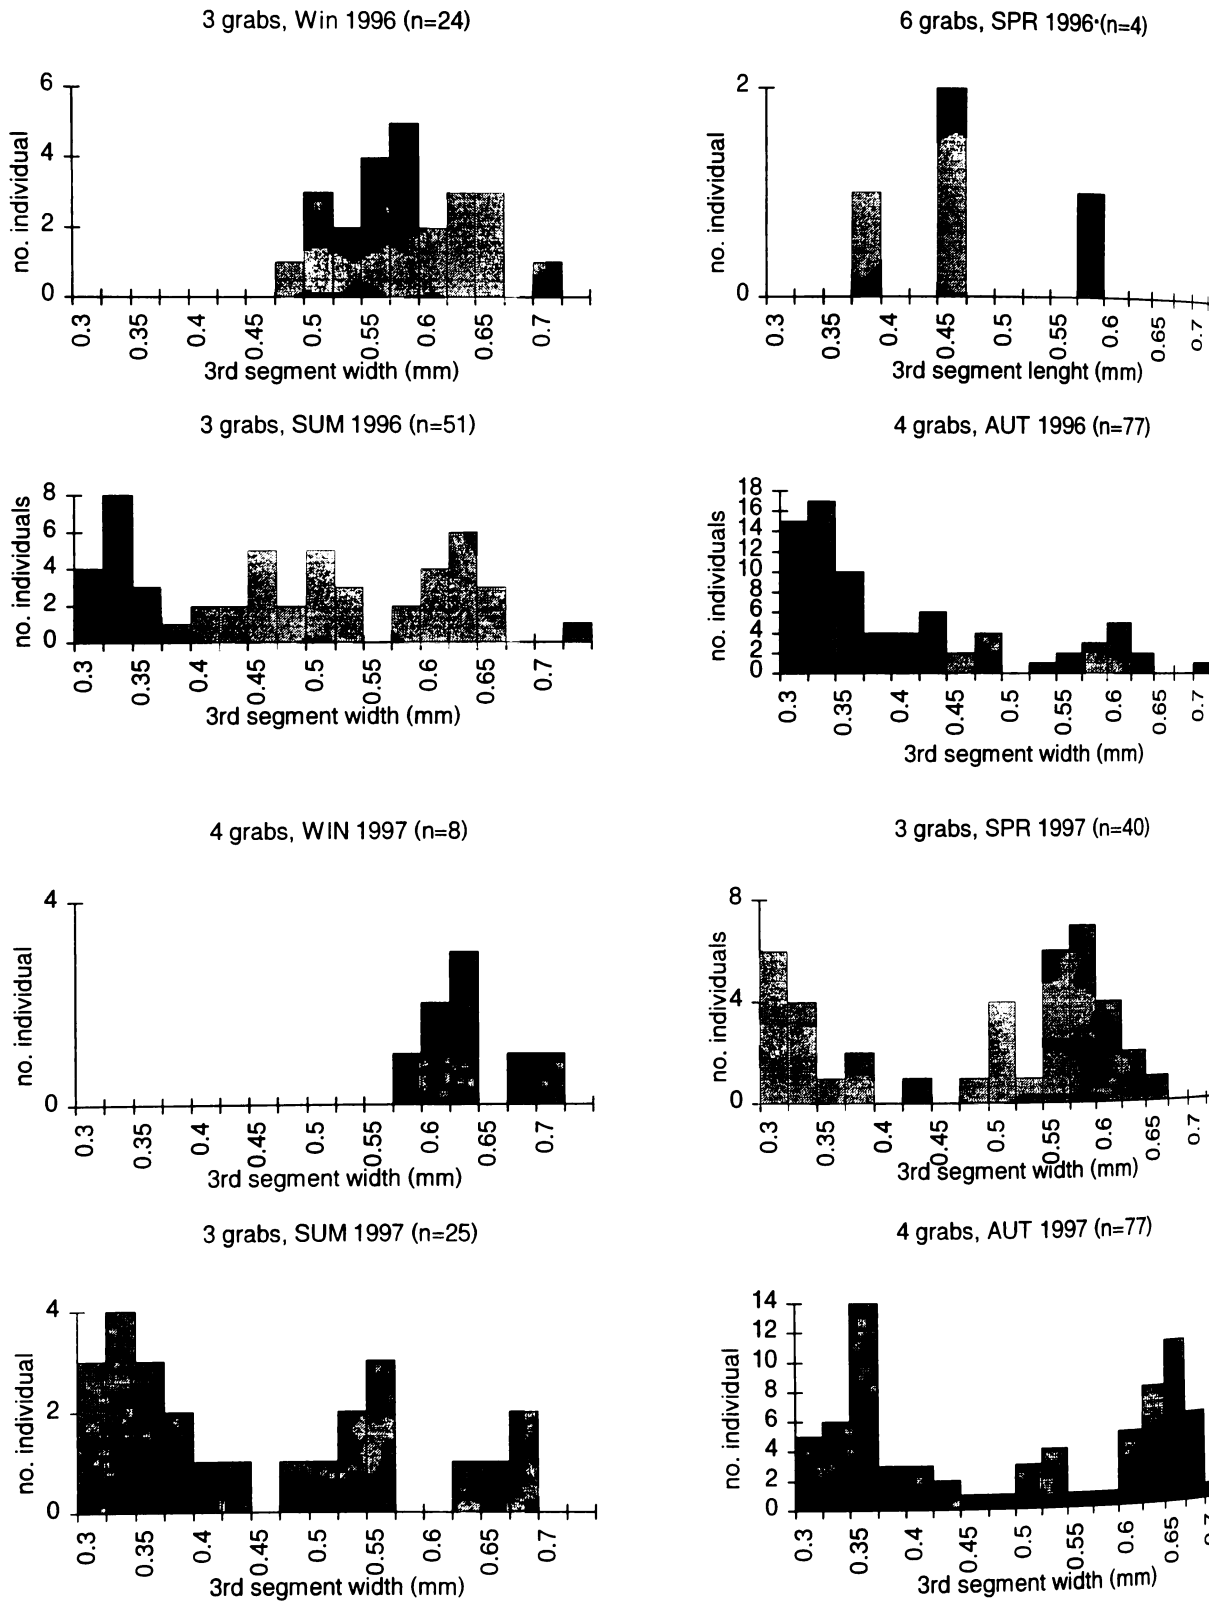 3 grabs, Win 1996 (n=24)
6
4
2
0
no. individual
0.3 0.35 0.4 0.45 0.5 0.55 0.6 0.65 0.7
3rd segment width (mm)
6 grabs, SPR 1996 (n=4)
2
0
no. individual
0.3 0.35 0.4 0.45 0.5 0.55 0.6 0.65 0.7
3rd segment lenght (mm)
3 grabs, SUM 1996 (n=51)
8
6
4
2
0
no. individuals
0.3 0.35 0.4 0.45 0.5 0.55 0.6 0.65 0.7
3rd segment width (mm)
4 grabs, AUT 1996 (n=77)
18
16
14
12
10
8
6
4
2
0
no. individuals
0.3 0.35 0.4 0.45 0.5 0.55 0.6 0.65 0.7
3rd segment width (mm)
4 grabs, WIN 1997 (n=8)
4
0
no. individual
0.3 0.35 0.4 0.45 0.5 0.55 0.6 0.65 0.7
3rd segment width (mm)
3 grabs, SPR 1997 (n=40)
8
4
0
no. individuals
0.3 0.35 0.4 0.45 0.5 0.55 0.6 0.65 0.7
3rd segment width (mm)
3 grabs, SUM 1997 (n=25)
4
2
0
no. individual
0.3 0.35 0.4 0.45 0.5 0.55 0.6 0.65 0.7
3rd segment width (mm)
4 grabs, AUT 1997 (n=77)
14
12
10
8
6
4
2
0
no. individual
0.3 0.35 0.4 0.45 0.5 0.55 0.6 0.65
3rd segment width (mm)